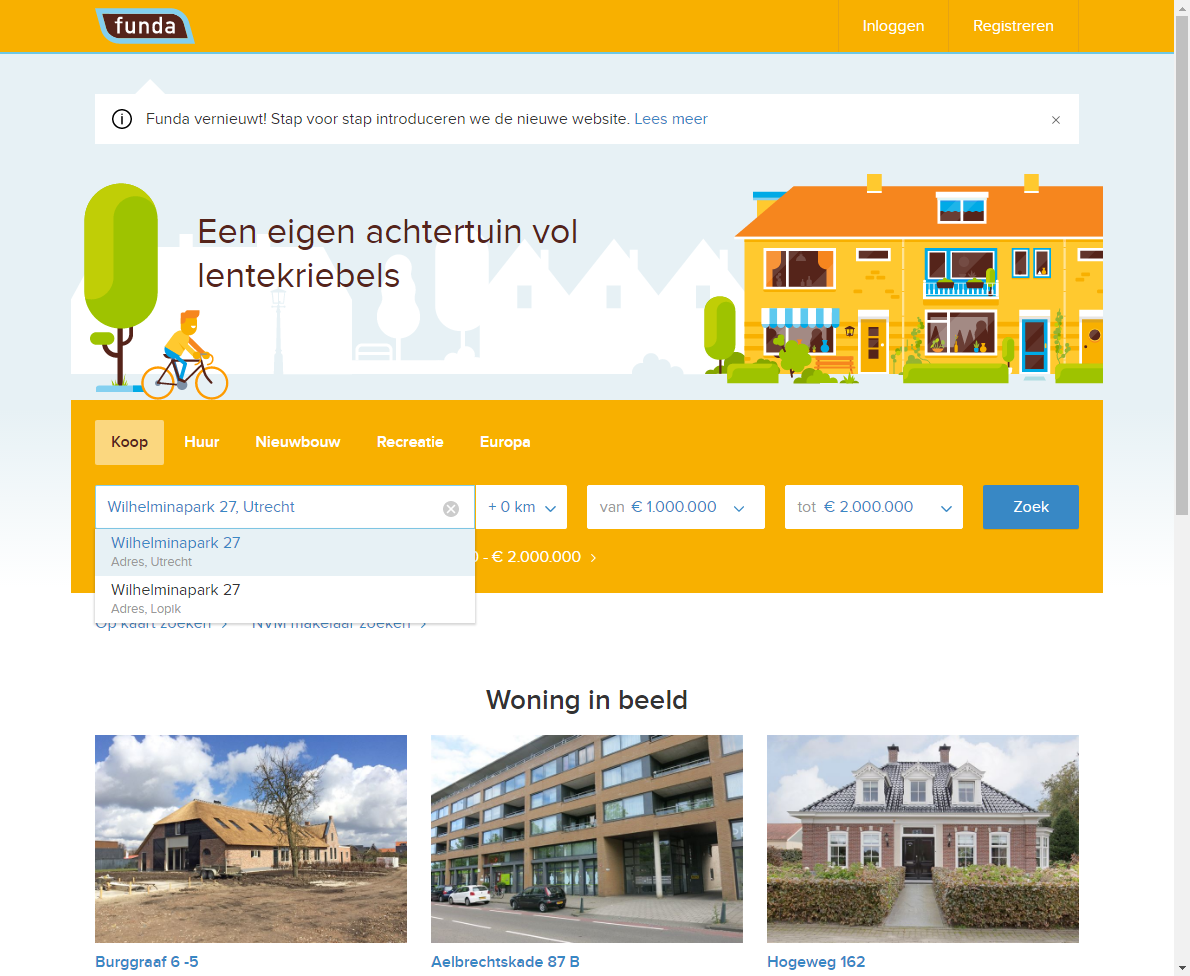 funda
Inloggen
Registreren
Funda vernieuwt! Stap voor stap introduceren we de nieuwe website. Lees meer
Een eigen achtertuin vol
lentekriebels
Koop
Huur
Nieuwbouw
Recreatie
Europa
Wilhelminapark 27, Utrecht
+ 0 km
van € 1.000.000
tot € 2.000.000
Zoek
Wilhelminapark 27
Adres, Utrecht
- € 2.000.000
Wilhelminapark 27
Adres, Lopik
Op kaart zoeken
NVM makelaar zoeken
Woning in beeld
Burggraaf 6 -5
Aelbrechtskade 87 B
Hogeweg 162